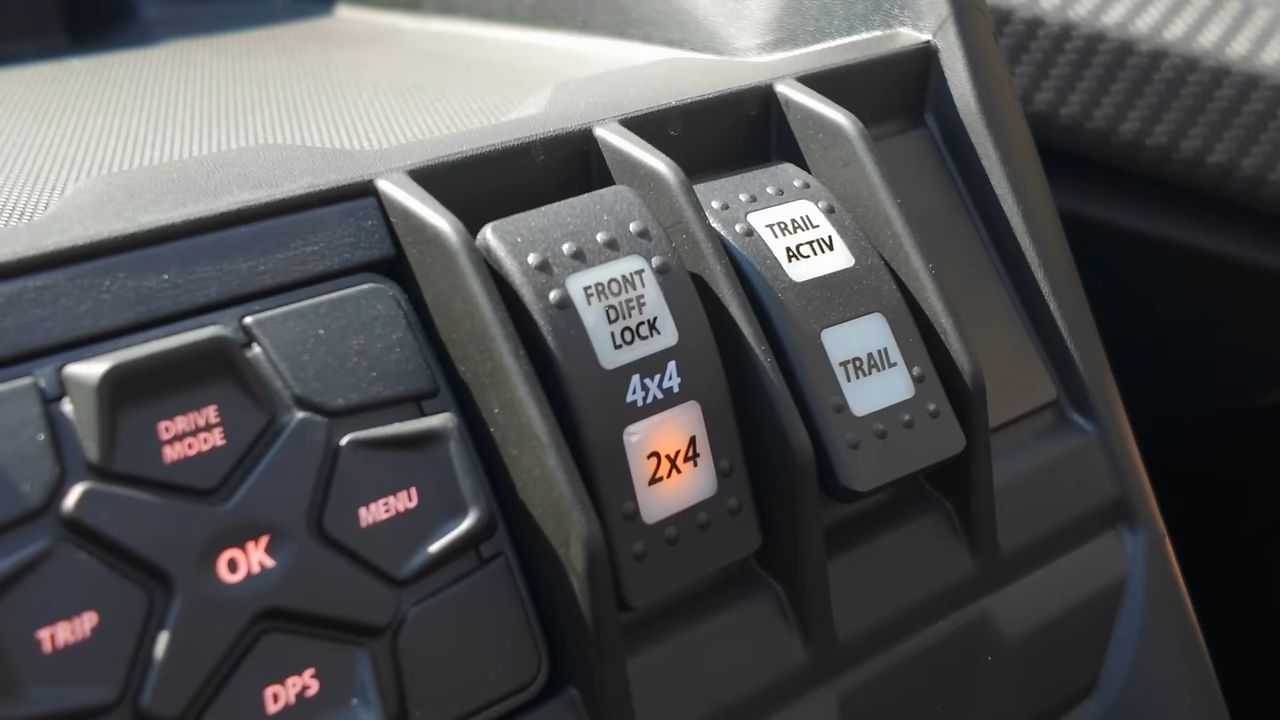 FRONT
DIFF
LOCK
4x4
2x4
TRAIL
ACTIV
TRAIL
DRIVE
MODE
MENU
OK
TRIP
DPS